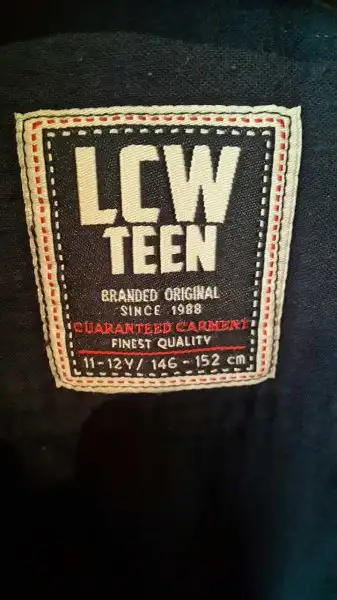 LCW
TEEN
BRANDED ORIGINAL
SINCE 1988
GUARANTEED GARMENT
FINEST QUALITY
11-12Y/ 146 - 152 cm